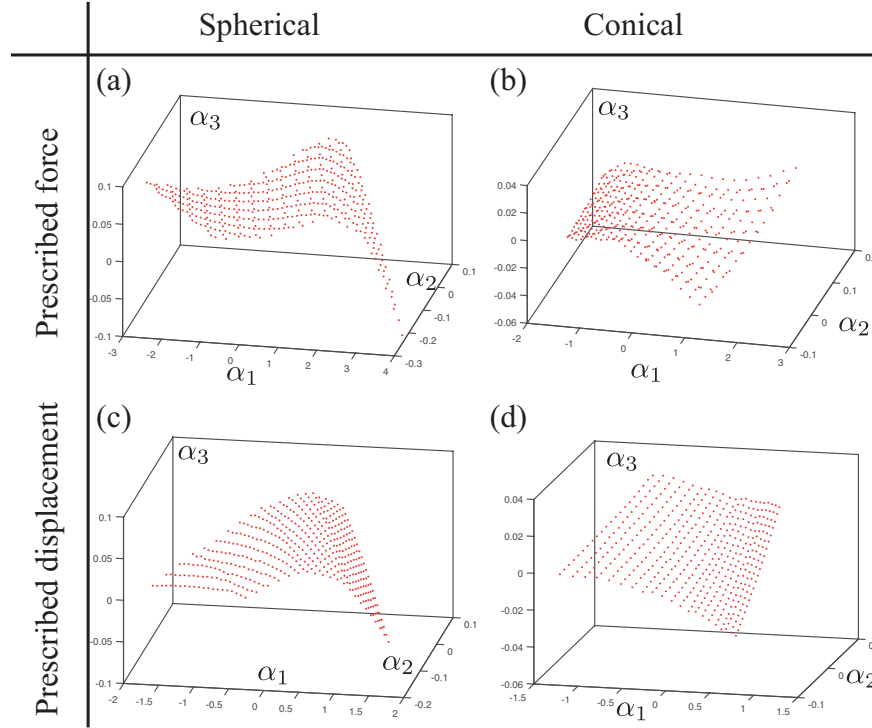 Spherical Conical
Prescribed force
Prescribed displacement
(a)
α3
0.1
0.05
0
-0.05
-0.1
-3 -2 -1 0 1 2 3 4
α1
-0.3 -0.2 -0.1 0 0.1
α2
(b)
α3
0.04
0.02
0
-0.02
-0.04
-0.06
-2 -1 0 1 2 3
α1
-0.1 0 0.1
α2
(c)
α3
0.1
0.05
0
-0.05
-0.1
-2 -1.5 -1 -0.5 0 0.5 1 1.5 2
α1
-0.2 -0.1 0 0.1
α2
(d)
α3
0.04
0.02
0
-0.02
-0.04
-0.06
-1.5 -1 -0.5 0 0.5 1 1.5
α1
-0.1 0
α2